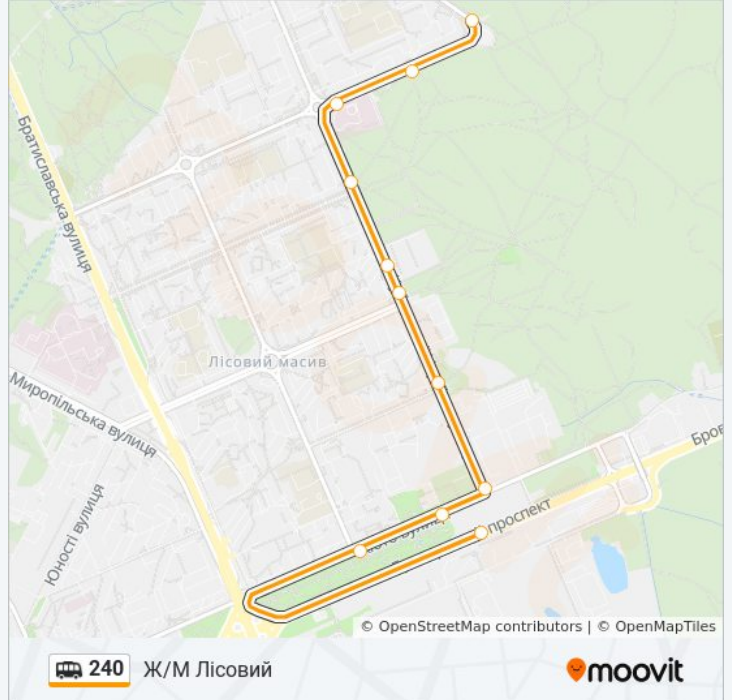 Братиславська вулиця
Лісовий масив
Миропільська вулиця
Юності вулиця
Бров
проспект
© OpenStreetMap contributors | © OpenMapTiles
240 Ж/М Лісовий moovit